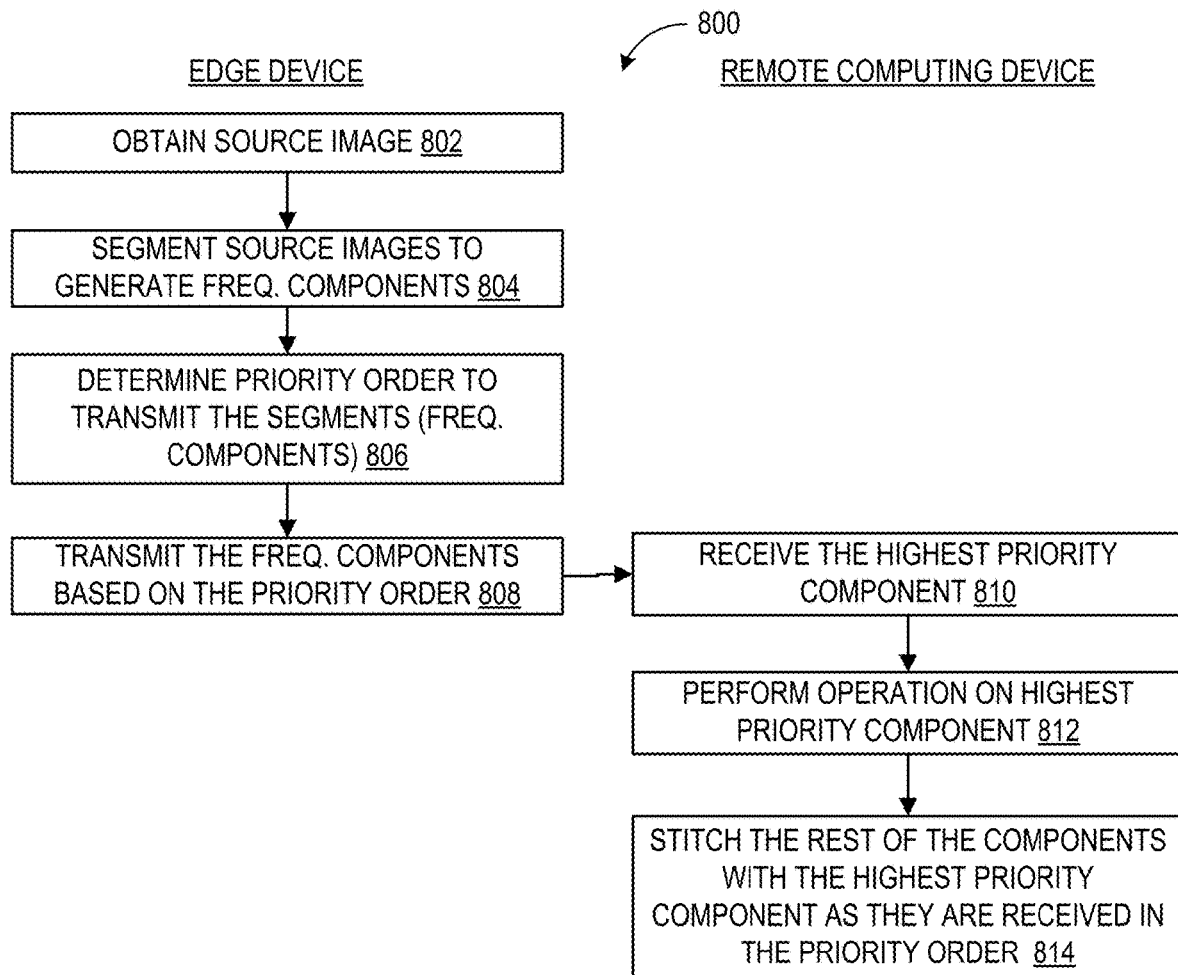 800
EDGE DEVICE
REMOTE COMPUTING DEVICE
OBTAIN SOURCE IMAGE 802
SEGMENT SOURCE IMAGES TO
GENERATE FREQ. COMPONENTS 804
DETERMINE PRIORITY ORDER TO
TRANSMIT THE SEGMENTS (FREQ.
COMPONENTS) 806
TRANSMIT THE FREQ. COMPONENTS
BASED ON THE PRIORITY ORDER 808
RECEIVE THE HIGHEST PRIORITY
COMPONENT 810
PERFORM OPERATION ON HIGHEST
PRIORITY COMPONENT 812
STITCH THE REST OF THE COMPONENTS
WITH THE HIGHEST PRIORITY
COMPONENT AS THEY ARE RECEIVED IN
THE PRIORITY ORDER 814